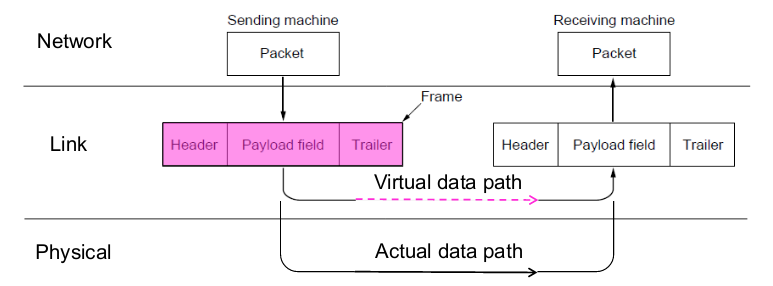 Sending machine
Receiving machine
Network
Packet
Packet
Frame
Link
Header
Payload field
Trailer
Header
Payload field
Trailer
Virtual data path
Physical
Actual data path